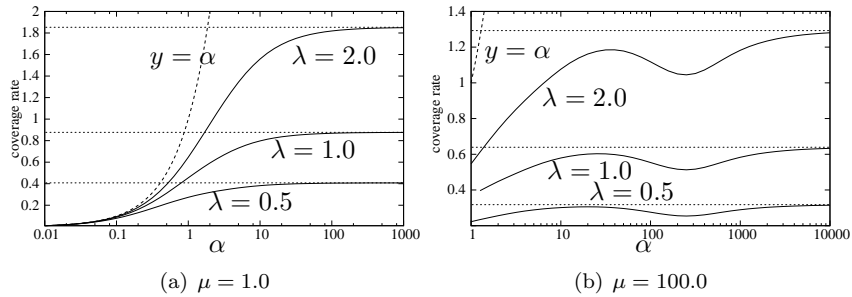 2
1.8
1.6
1.4
1.2
1
0.8
0.6
0.4
0.2
0.01
0.1
1
10
100
1000
coverage rate
α
y = α
λ = 2.0
λ = 1.0
λ = 0.5
(a) μ = 1.0
1.4
1.2
1
0.8
0.6
0.4
1
10
100
1000
10000
coverage rate
α
y = α
λ = 2.0
λ = 1.0
λ = 0.5
(b) μ = 100.0